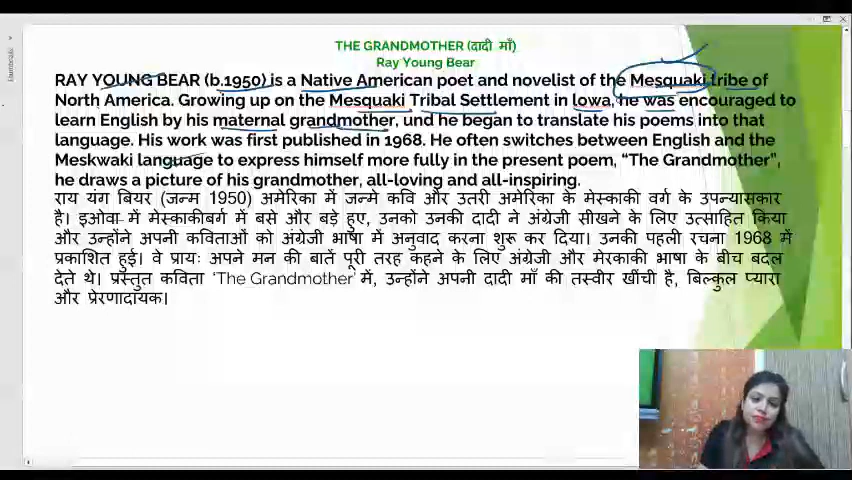 THE GRANDMOTHER (दादी माँ)
Ray Young Bear
RAY YOUNG BEAR (b.1950) is a Native American poet and novelist of the Mesquaki tribe of
North America. Growing up on the Mesquaki Tribal Settlement in lowa, he was encouraged to
learn English by his maternal grandmother, und he began to translate his poems into that
language. His work was first published in 1968. He often switches between English and the
Meskwaki language to express himself more fully in the present poem, “The Grandmother”,
he draws a picture of his grandmother, all-loving and all-inspiring.
राय यंग बियर (जन्म 1950) अमेरिका में जन्मे कवि और उतरी अमेरिका के मेस्काकी वर्ग के उपन्यासकार
है। इओवा में मेस्काकीबर्ग में बसे और बड़े हुए, उनको उनकी दादी ने अंग्रेजी सीखने के लिए उत्साहित किया
और उन्होंने अपनी कविताओं को अंग्रेजी भाषा में अनुवाद करना शुरू कर दिया। उनकी पहली रचना 1968 में
प्रकाशित हुई। वे प्रायः अपने मन की बातें पूरी तरह कहने के लिए अंग्रेजी और मेरकाकी भाषा के बीच बदल
देते थे। प्रस्तुत कविता ‘The Grandmother’ में, उन्होंने अपनी दादी माँ की तस्वीर खींची है, बिल्कुल प्यारा
और प्रेरणादायक।